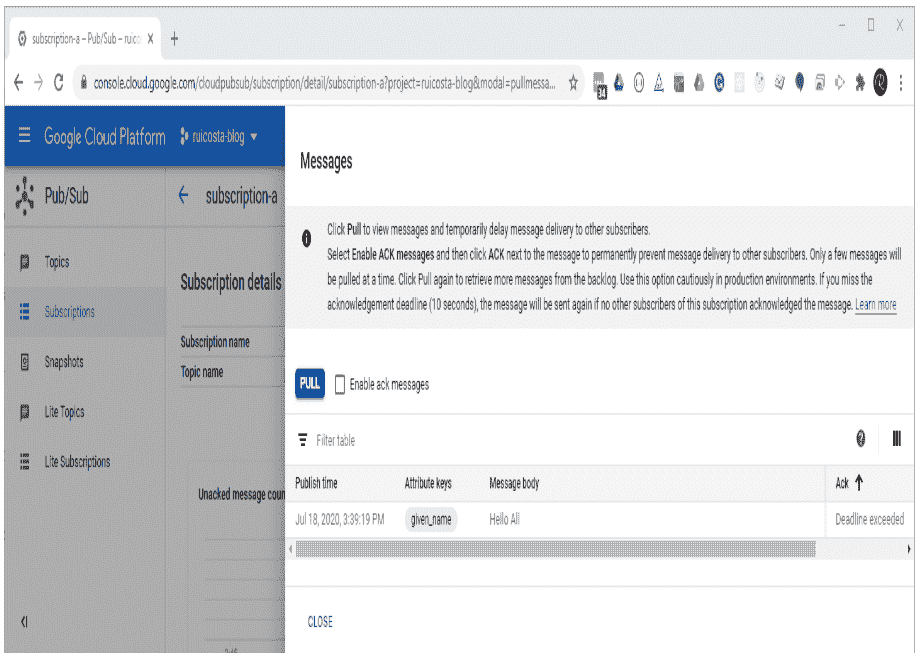 subscription-a – Pub/Sub – ruico
console.cloud.google.com/cloudpubsub/subscription/detail/subscription-a?project=ruicosta-blog&modal=pullmessa...
34
Google Cloud Platform
ruicosta-blog
Pub/Sub
Topics
Subscriptions
Snapshots
Lite Topics
Lite Subscriptions
subscription-a
Subscription details
Subscription name
Topic name
Unacked message coun
Messages
Click Pull to view messages and temporarily delay message delivery to other subscribers.
Select Enable ACK messages and then click ACK next to the message to permanently prevent message delivery to other subscribers. Only a few messages will
be pulled at a time. Click Pull again to retrieve more messages from the backlog. Use this option cautiously in production environments. If you miss the
acknowledgement deadline (10 seconds), the message will be sent again if no other subscribers of this subscription acknowledged the message. Learn more
PULL
Enable ack messages
Filter table
Publish time Attribute keys Message body Ack
Jul 18, 2020, 3:39:19 PM given_name Hello All Deadline exceeded
CLOSE